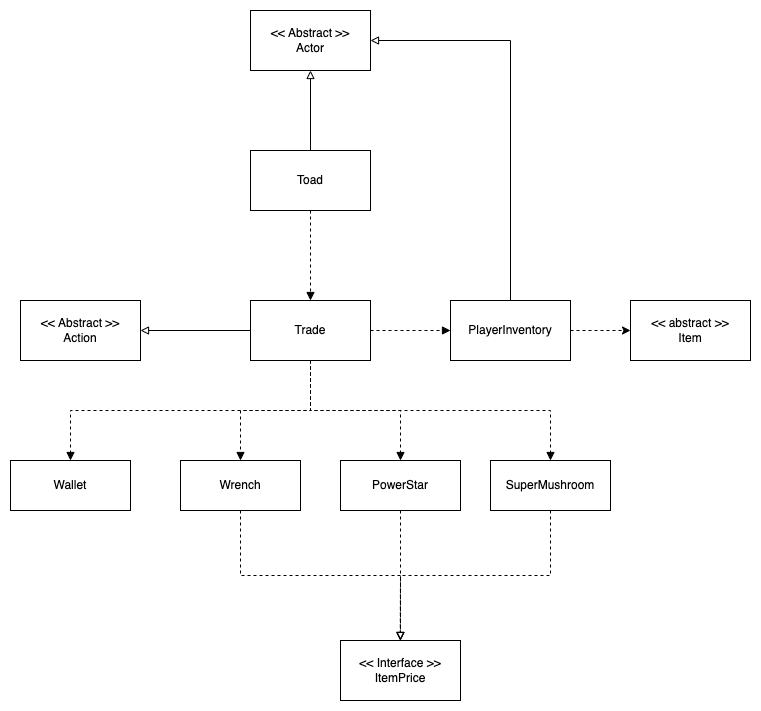 << Abstract >>
Actor
Toad
<< Abstract >>
Action
Trade
PlayerInventory
<< abstract >>
Item
Wallet
Wrench
PowerStar
SuperMushroom
<< Interface >>
ItemPrice